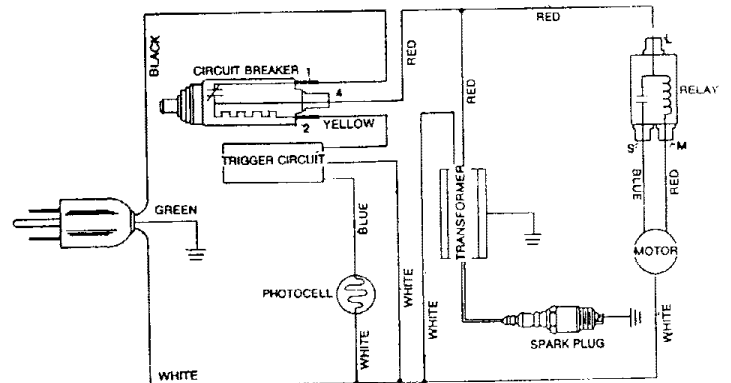 RED
BLACK
CIRCUIT BREAKER
1
4
RED
RED
L
RELAY
2
YELLOW
TRIGGER CIRCUIT
S
M
BLUE
RED
TRANSFORMER
GREEN
BLUE
MOTOR
PHOTOCELL
WHITE
WHITE
WHITE
SPARK PLUG
WHITE
WHITE